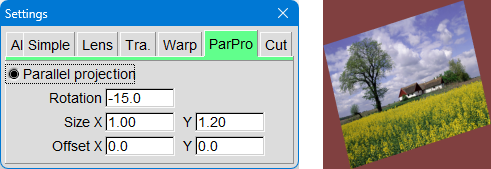 Settings
Al Simple Lens Tra. Warp ParPro Cut
Parallel projection
Rotation -15.0
Size X 1.00 Y 1.20
Offset X 0.0 Y 0.0